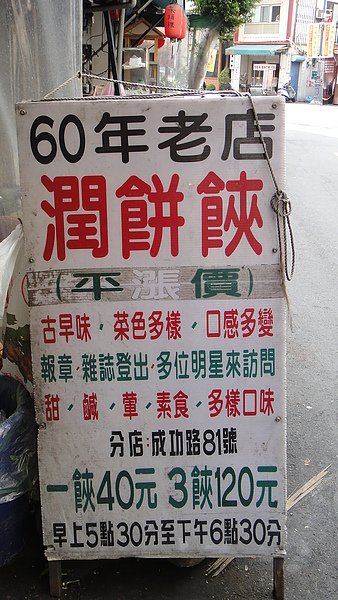 60年老店
潤餅餄
(平漲價)
古早味·菜色多樣·口感多變
報章·雜誌登出·多位明星來訪問
甜·鹹·葷·素食·多樣口味
分店:成功路81號
一餄40元 3餄120元
早上5點30分至下午6點30分